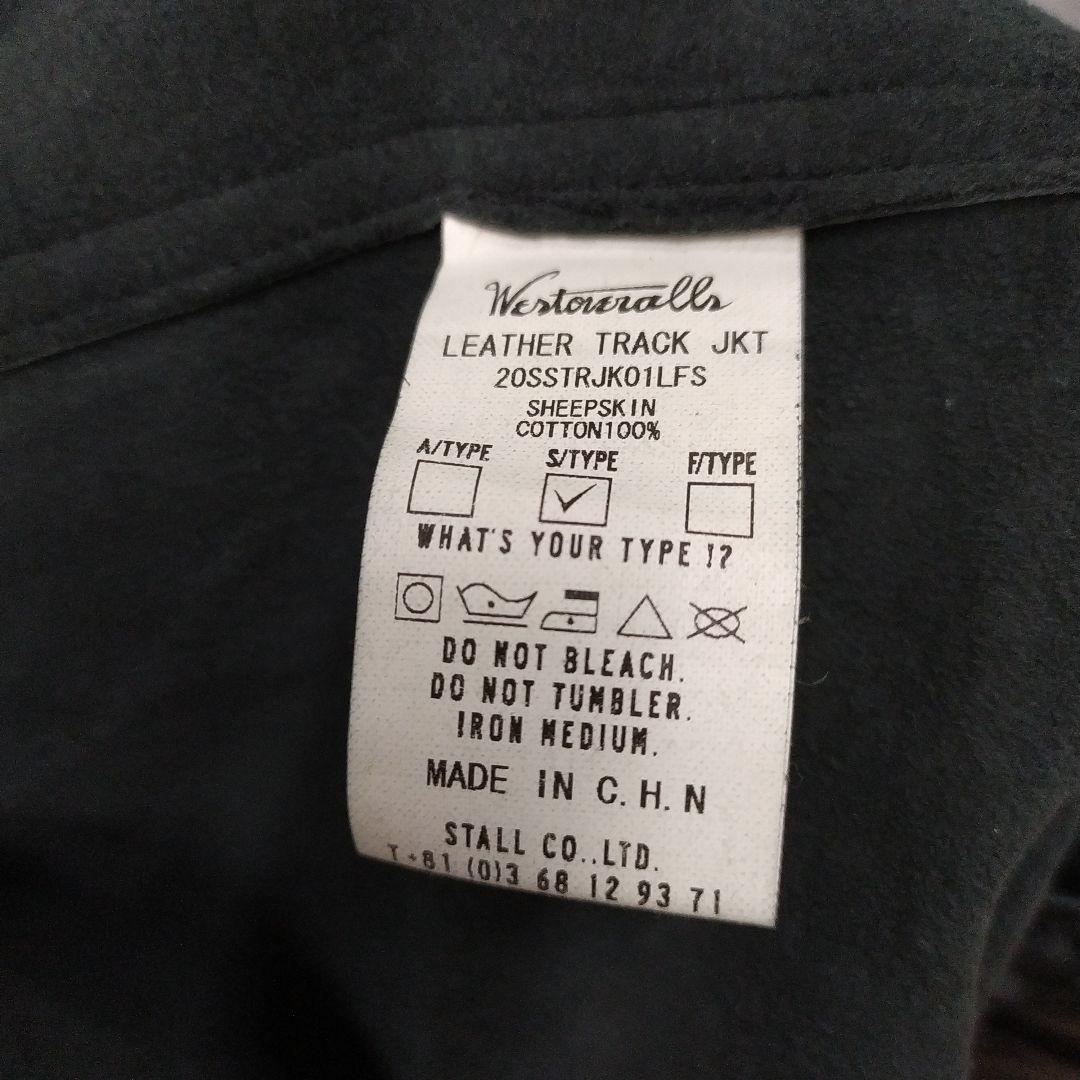 Westoveralls
LEATHER TRACK JKT
20SSTRJK01LFS
SHEEPSKIN
COTTON100%
A/TYPE S/TYPE F/TYPE
WHAT'S YOUR TYPE !?
DO NOT BLEACH.
DO NOT TUMBLER.
IRON MEDIUM.
MADE IN C.H.N
STALL CO.,LTD.
T+81 (0)3 68 12 93 71